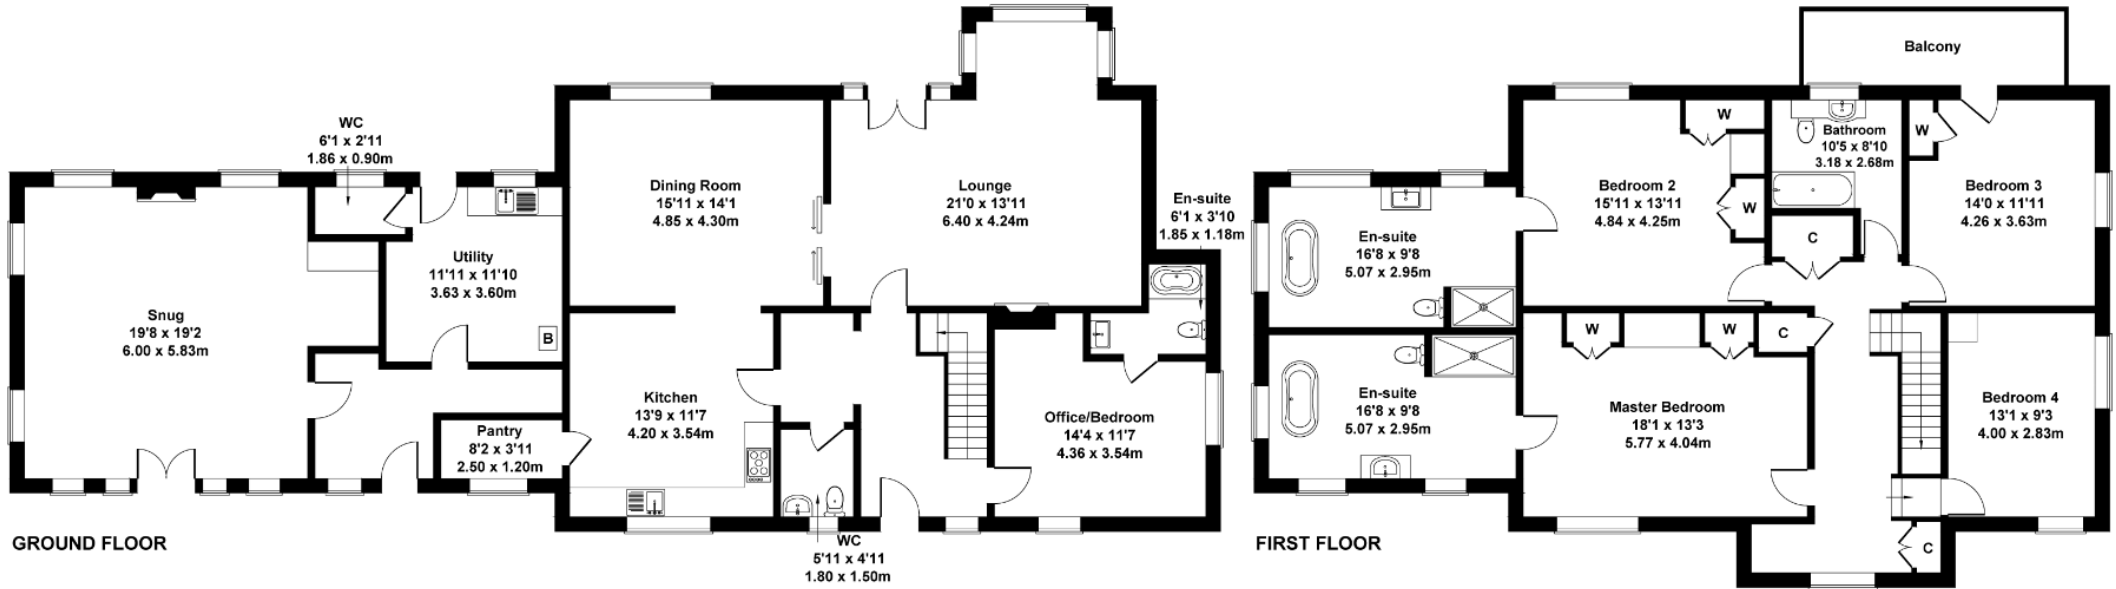 WC
6'1 x 2'11
1.86 x 0.90m
Snug
19'8 x 19'2
6.00 x 5.83m
Utility
11'11 x 11'10
3.63 x 3.60m
B
Pantry
8'2 x 3'11
2.50 x 1.20m
Dining Room
15'11 x 14'1
4.85 x 4.30m
Kitchen
13'9 x 11'7
4.20 x 3.54m
Lounge
21'0 x 13'11
6.40 x 4.24m
En-suite
6'1 x 3'10
1.85 x 1.18m
Office/Bedroom
14'4 x 11'7
4.36 x 3.54m
WC
5'11 x 4'11
1.80 x 1.50m
GROUND FLOOR
Balcony
En-suite
16'8 x 9'8
5.07 x 2.95m
En-suite
16'8 x 9'8
5.07 x 2.95m
Bedroom 2
15'11 x 13'11
4.84 x 4.25m
W
W
Bathroom
10'5 x 8'10
3.18 x 2.68m
C
W
Bedroom 3
14'0 x 11'11
4.26 x 3.63m
W
W
C
Master Bedroom
18'1 x 13'3
5.77 x 4.04m
Bedroom 4
13'1 x 9'3
4.00 x 2.83m
C
FIRST FLOOR